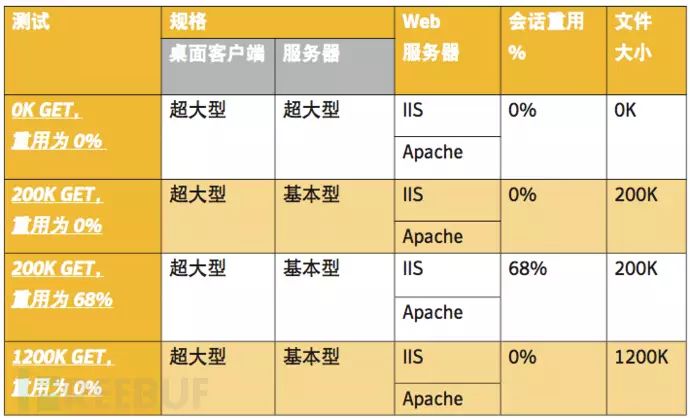 测试 规格 Web 会话重用 文件
桌面客户端 服务器 服务器 % 大小
0K GET, 超大型 超大型 IIS 0% 0K
重用为 0% Apache
200K GET, 超大型 基本型 IIS 0% 200K
重用为 0% Apache
200K GET, 超大型 基本型 IIS 68% 200K
重用为 68% Apache
1200K GET, 超大型 基本型 IIS 0% 1200K
重用为 0% Apache
REEBUF